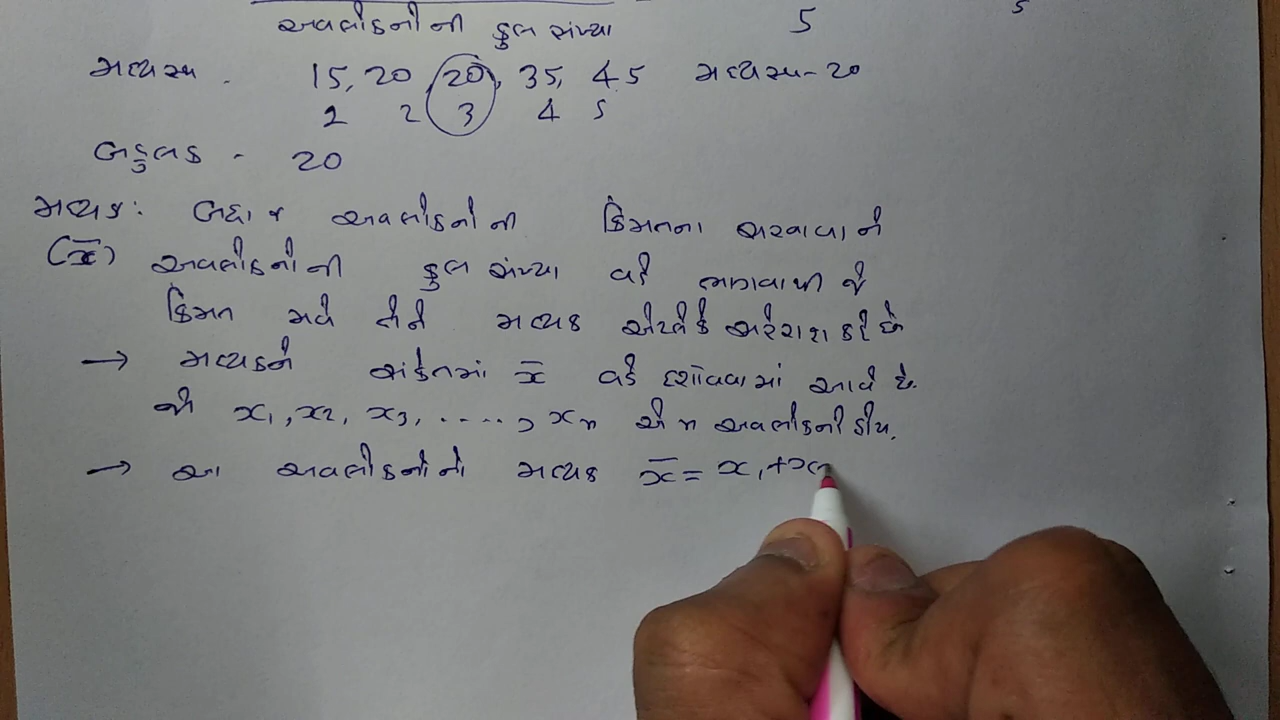 અવલોકનોની કુલ સંખ્યા 5 5
મધ્યસ્થ - 15, 20, 20, 35, 45 મધ્યસ્થ - 20
1 2 3 4 5
બહુલક - 20
મધ્યક : બધા જ અવલોકનોની કિંમતના સરવાળાને
(x̄) અવલોકનોની કુલ સંખ્યા વડે ભાગવાથી જે
કિંમત મળે તેને મધ્યક એટલે કે સરેરાશ કહે છે
→ મધ્યકને સંકેતમાં x̄ વડે દર્શાવવામાં આવે છે.
જો x₁, x₂, x₃, ....., xₙ એ n અવલોકનો હોય.
→ આ અવલોકનોનો મધ્યક x̄ = x₁ + x